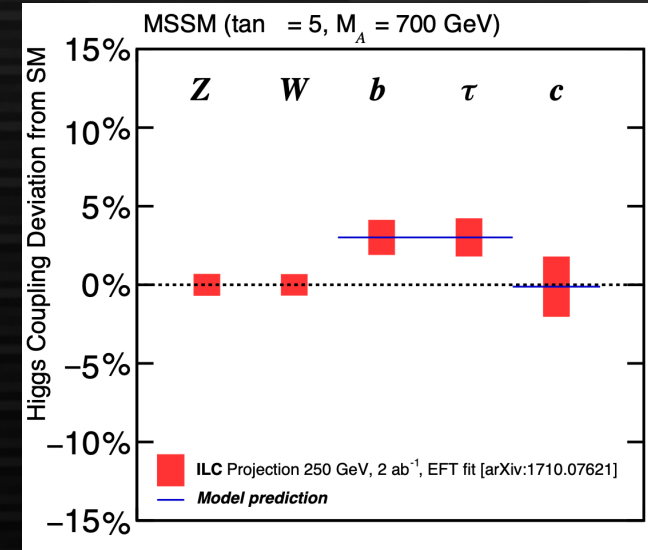 MSSM (tan = 5, M_A = 700 GeV)
Higgs Coupling Deviation from SM
15%
10%
5%
0%
−5%
−10%
−15%
Z W b τ c
ILC Projection 250 GeV, 2 ab⁻¹, EFT fit [arXiv:1710.07621]
Model prediction